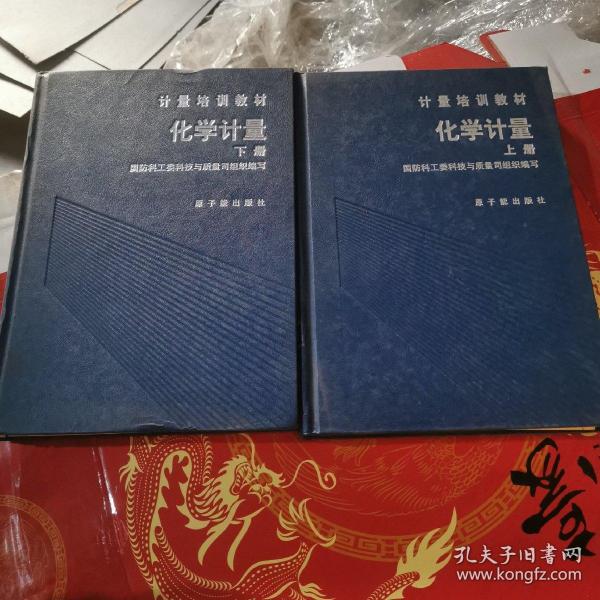 计量培训教材
化学计量
下册
国防科工委科技与质量司组织编写
原子能出版社
计量培训教材
化学计量
上册
国防科工委科技与质量司组织编写
原子能出版社
孔夫子旧书网
www.kongfz.com